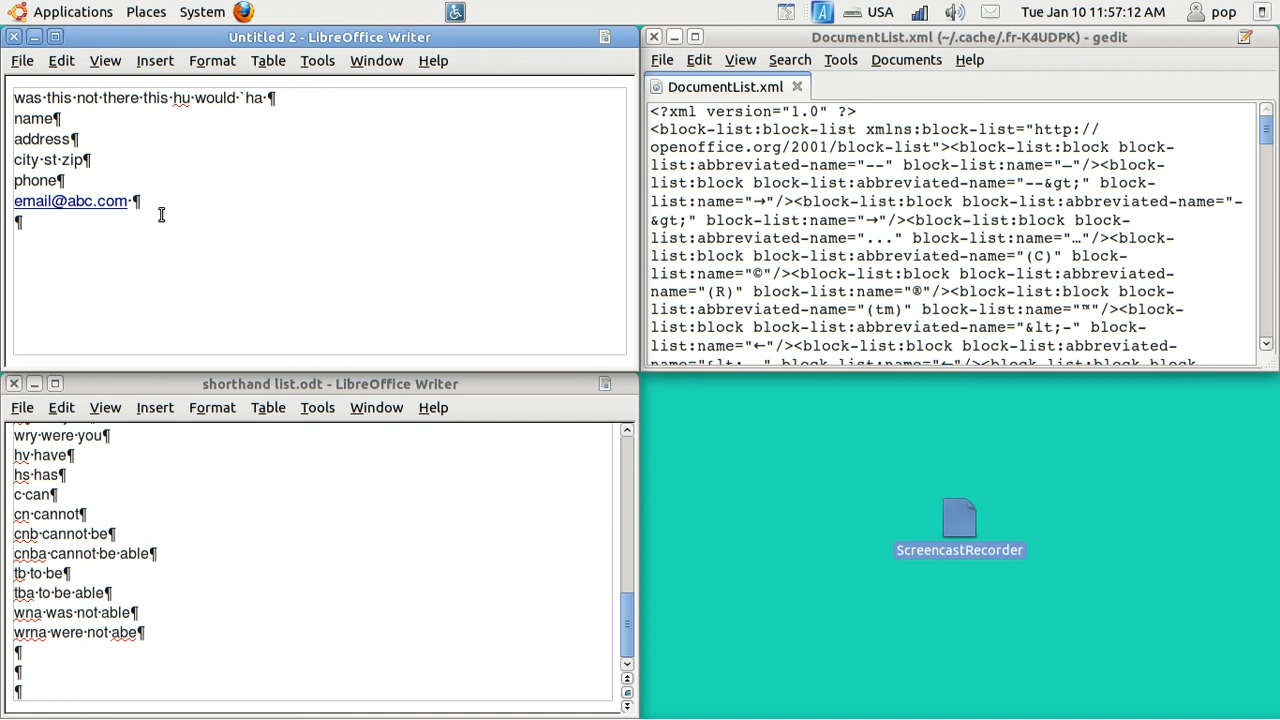 Applications Places System USA Tue Jan 10 11:57:12 AM pop
Untitled 2 - LibreOffice Writer
File Edit View Insert Format Table Tools Window Help
was·this·not·there·this·hu·would·`ha·¶
name¶
address¶
city·st·zip¶
phone¶
email@abc.com·¶
¶
DocumentList.xml (~/.cache/.fr-K4UDPK) - gedit
File Edit View Search Tools Documents Help
DocumentList.xml
<?xml version="1.0" ?>
<block-list:block-list xmlns:block-list="http://
openoffice.org/2001/block-list"><block-list:block block-
list:abbreviated-name="--" block-list:name="—"/><block-
list:block block-list:abbreviated-name="--&gt;" block-
list:name="→"/><block-list:block block-list:abbreviated-name="-
&gt;" block-list:name="→"/><block-list:block block-
list:abbreviated-name="..." block-list:name="…"/><block-
list:block block-list:abbreviated-name="(C)" block-
list:name="©"/><block-list:block block-list:abbreviated-
name="(R)" block-list:name="®"/><block-list:block block-
list:abbreviated-name="(tm)" block-list:name="™"/><block-
list:block block-list:abbreviated-name="&lt;-" block-
list:name="←"/><block-list:block block-list:abbreviated-
shorthand list.odt - LibreOffice Writer
File Edit View Insert Format Table Tools Window Help
wry·were·you¶
hv·have¶
hs·has¶
c·can¶
cn·cannot¶
cnb·cannot·be¶
cnba·cannot·be·able¶
tb·to·be¶
tba·to·be·able¶
wna·was·not·able¶
wrna·were·not·abe¶
¶
¶
¶
ScreencastRecorder